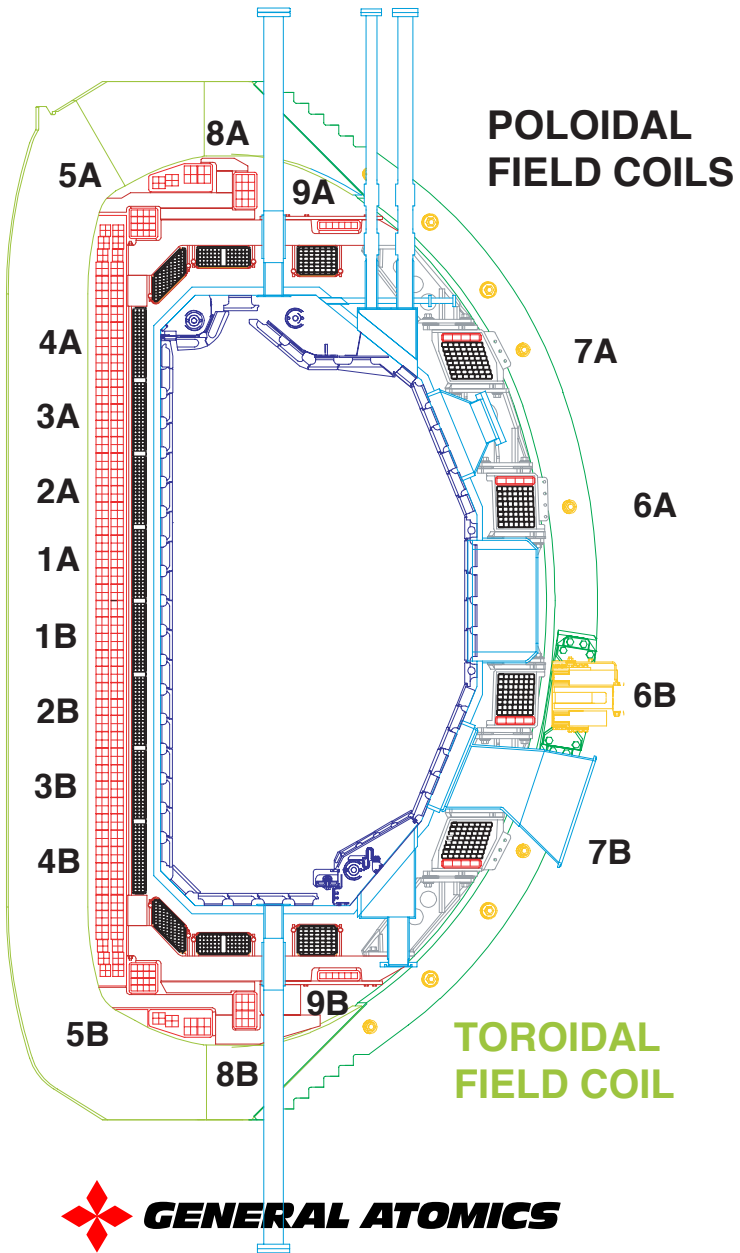 8A
POLOIDAL
FIELD COILS
5A
9A
4A
7A
3A
2A
6A
1A
1B
2B
6B
3B
4B
7B
9B
5B
TOROIDAL
FIELD COIL
8B
GENERAL ATOMICS